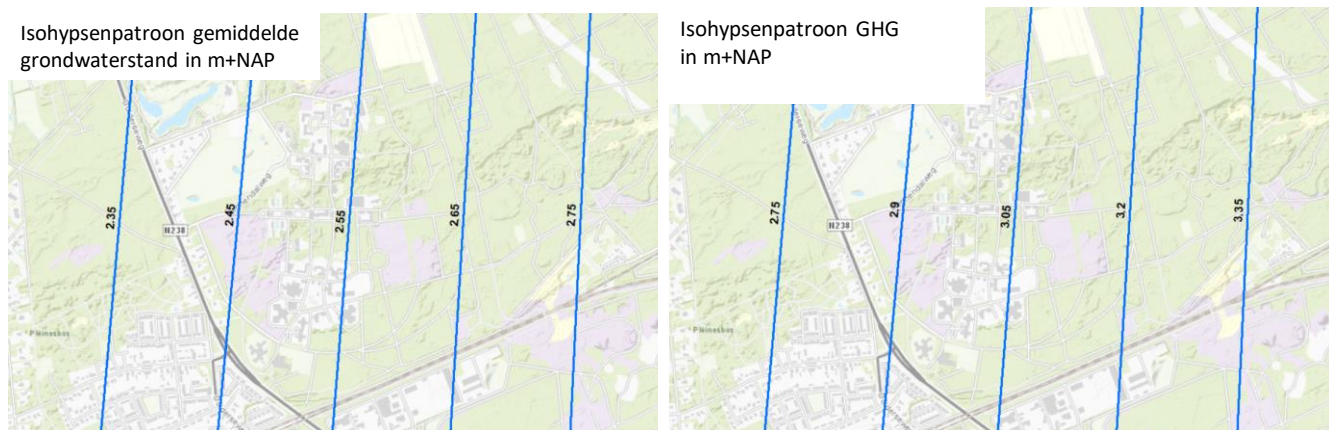 Isohypsenpatroon gemiddelde
grondwaterstand in m+NAP
2.35
2.45
2.55
2.65
2.75
N238
Isohypsenpatroon GHG
in m+NAP
2.75
2.9
3.05
3.2
3.35
N238